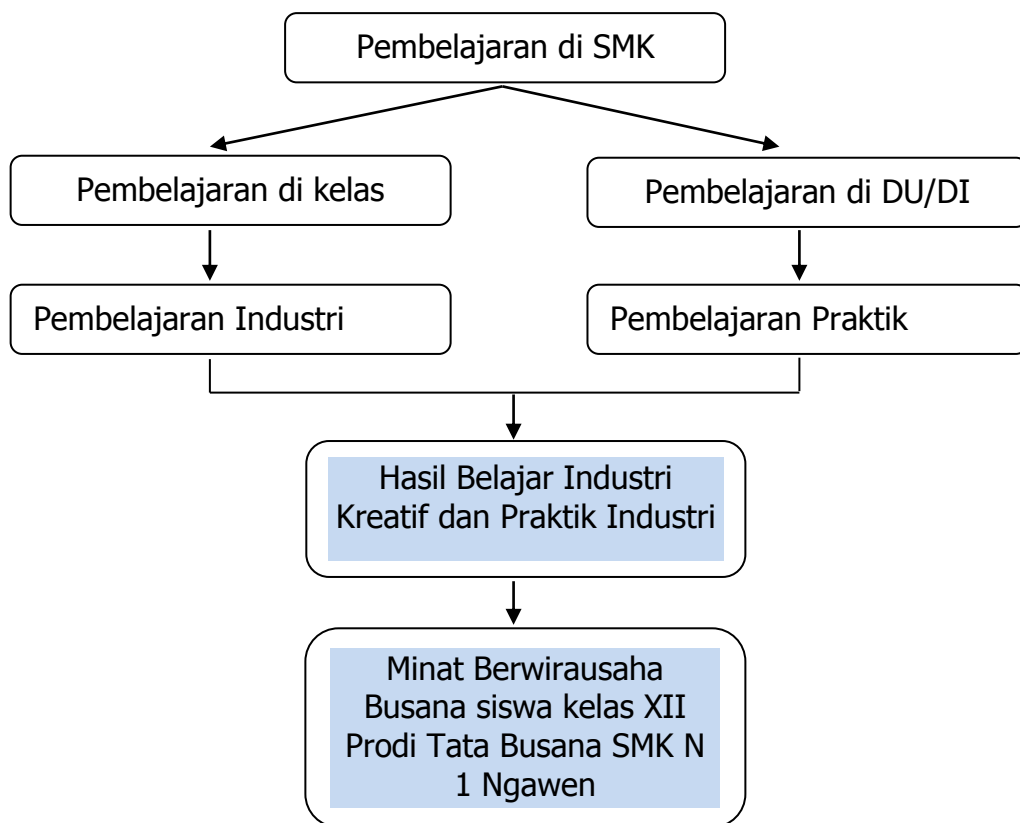 Pembelajaran di SMK
Pembelajaran di kelas
Pembelajaran di DU/DI
Pembelajaran Industri
Pembelajaran Praktik
Hasil Belajar Industri
Kreatif dan Praktik Industri
Minat Berwirausaha
Busana siswa kelas XII
Prodi Tata Busana SMK N
1 Ngawen